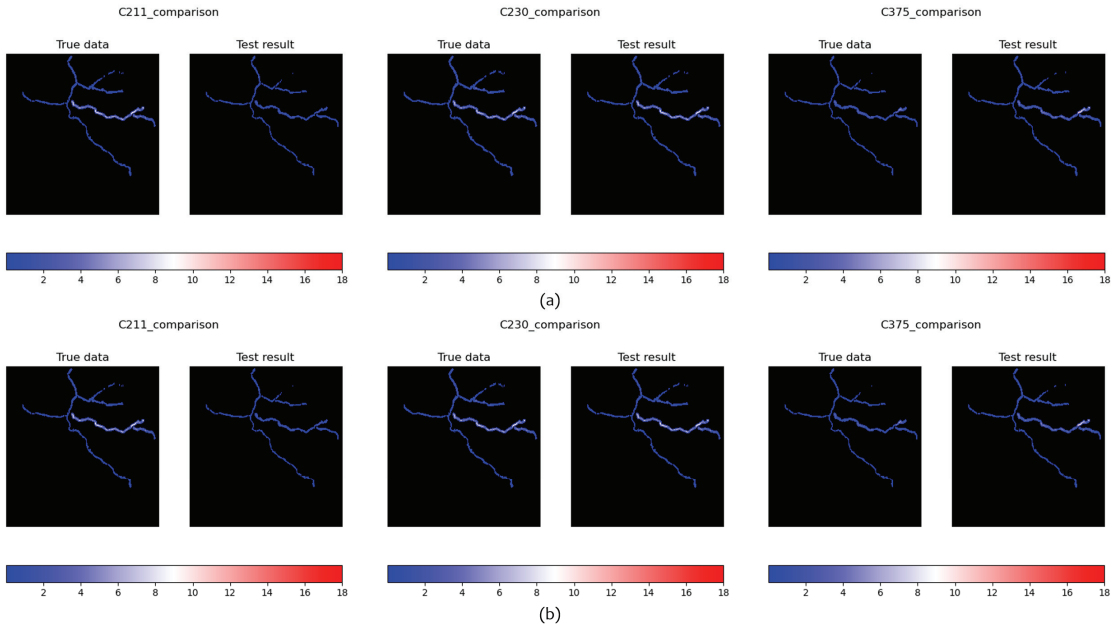 C211_comparison C230_comparison C375_comparison
True data Test result True data Test result True data Test result
2 4 6 8 10 12 14 16 18 2 4 6 8 10 12 14 16 18 2 4 6 8 10 12 14 16 18
(a)
C211_comparison C230_comparison C375_comparison
True data Test result True data Test result True data Test result
2 4 6 8 10 12 14 16 18 2 4 6 8 10 12 14 16 18 2 4 6 8 10 12 14 16 18
(b)